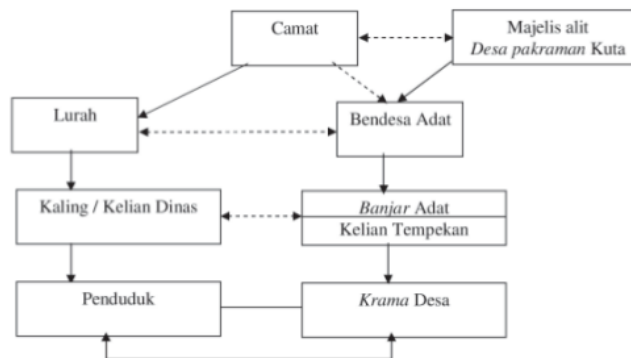 Camat
Majelis alit
Desa pakraman Kuta
Lurah
Bendesa Adat
Kaling / Kelian Dinas
Banjar Adat
Kelian Tempekan
Penduduk
Krama Desa